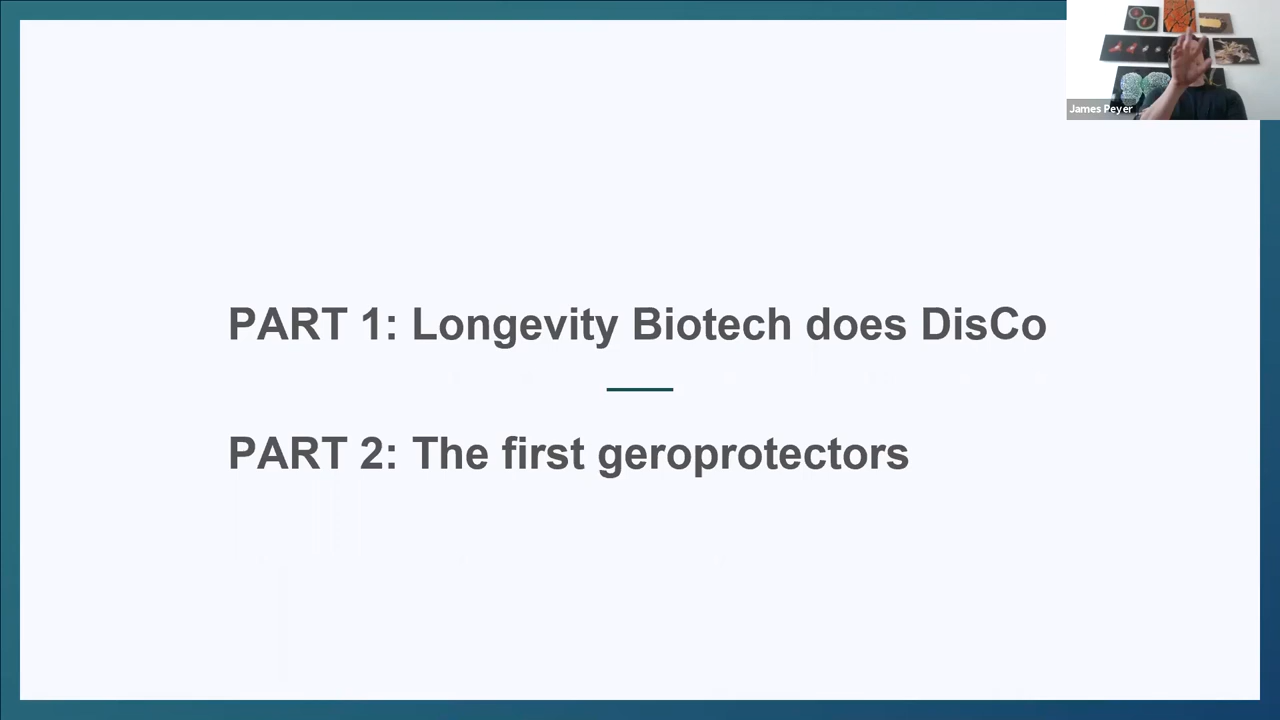 James Peyer
PART 1: Longevity Biotech does DisCo
PART 2: The first geroprotectors